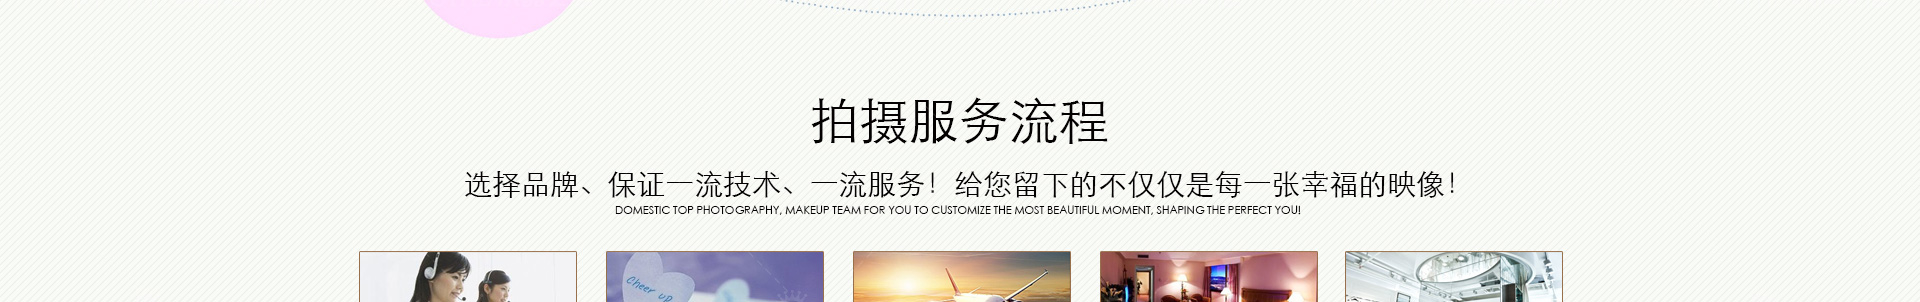 拍摄服务流程
选择品牌、保证一流技术、一流服务！给您留下的不仅仅是每一张幸福的映像！
DOMESTIC TOP PHOTOGRAPHY, MAKEUP TEAM FOR YOU TO CUSTOMIZE THE MOST BEAUTIFUL MOMENT, SHAPING THE PERFECT YOU!
Cheer up